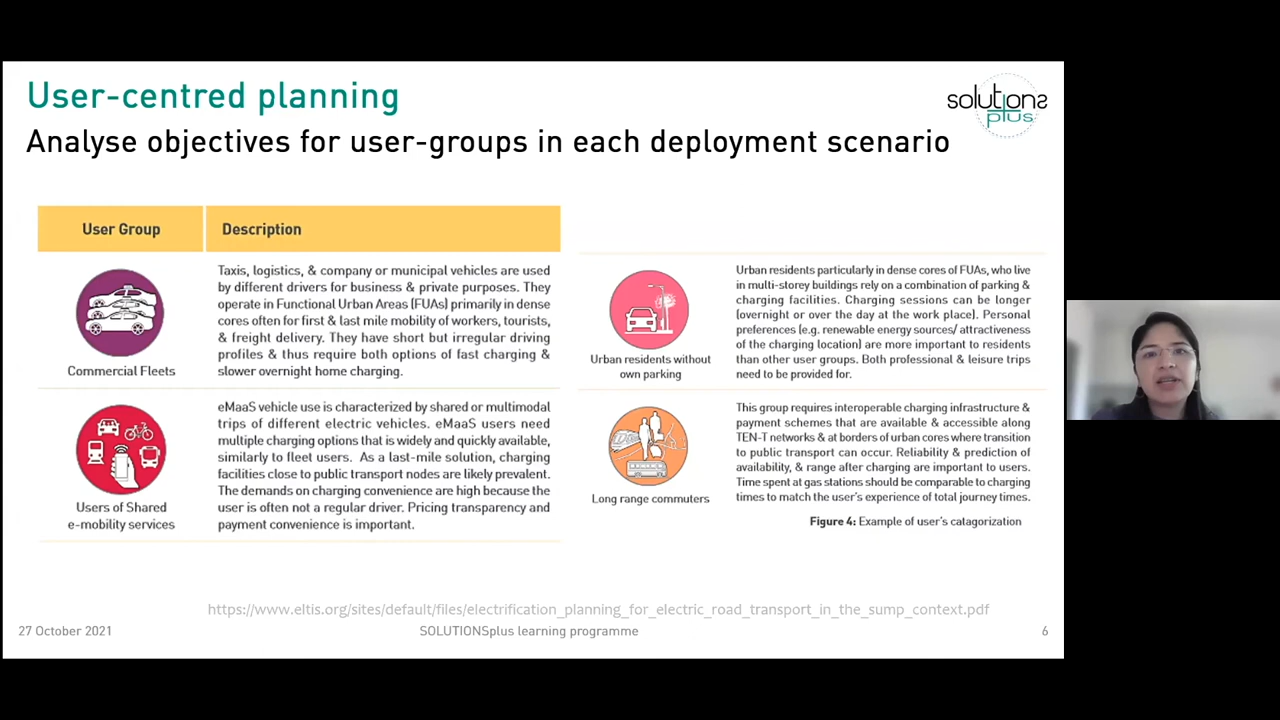 User-centred planning
Analyse objectives for user-groups in each deployment scenario
solutions
plus
User Group
Description
Commercial Fleets
Taxis, logistics, & company or municipal vehicles are used
by different drivers for business & private purposes. They
operate in Functional Urban Areas (FUAs) primarily in dense
cores often for first & last mile mobility of workers, tourists,
& freight delivery. They have short but irregular driving
profiles & thus require both options of fast charging &
slower overnight home charging.
Users of Shared
e-mobility services
eMaaS vehicle use is characterized by shared or multimodal
trips of different electric vehicles. eMaaS users need
multiple charging options that is widely and quickly available,
similarly to fleet users. As a last-mile solution, charging
facilities close to public transport nodes are likely prevalent.
The demands on charging convenience are high because the
user is often not a regular driver. Pricing transparency and
payment convenience is important.
Urban residents without
own parking
Urban residents particularly in dense cores of FUAs, who live
in multi-storey buildings rely on a combination of parking &
charging facilities. Charging sessions can be longer
(overnight or over the day at the work place). Personal
preferences (e.g. renewable energy sources/ attractiveness
of the charging location) are more important to residents
than other user groups. Both professional & leisure trips
need to be provided for.
Long range commuters
This group requires interoperable charging infrastructure &
payment schemes that are available & accessible along
TEN-T networks & at borders of urban cores where transition
to public transport can occur. Reliability & prediction of
availability, & range after charging are important to users.
Time spent at gas stations should be comparable to charging
times to match the user's experience of total journey times.
Figure 4: Example of user's catagorization
https://www.eltis.org/sites/default/files/electrification_planning_for_electric_road_transport_in_the_sump_context.pdf
27 October 2021
SOLUTIONSplus learning programme
6